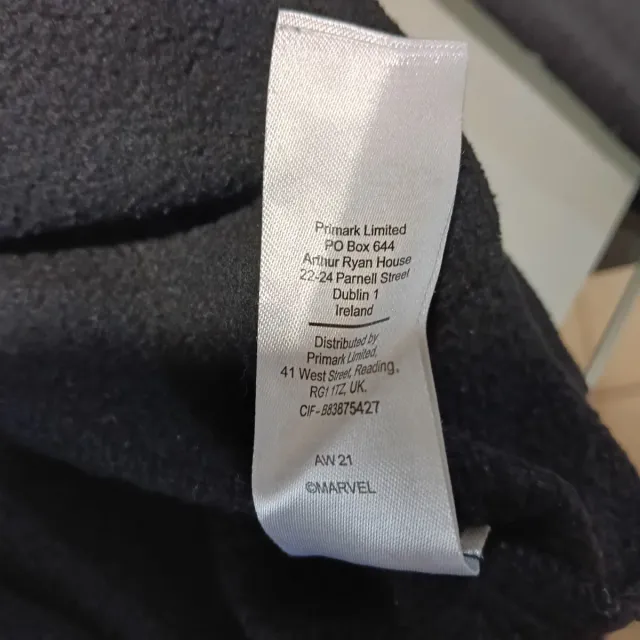 Primark Limited
PO Box 644
Arthur Ryan House
22-24 Parnell Street
Dublin 1
Ireland
Distributed by
Primark Limited,
41 West Street, Reading,
RG1 1TZ, UK.
CIF-B83875427
AW 21
©MARVEL